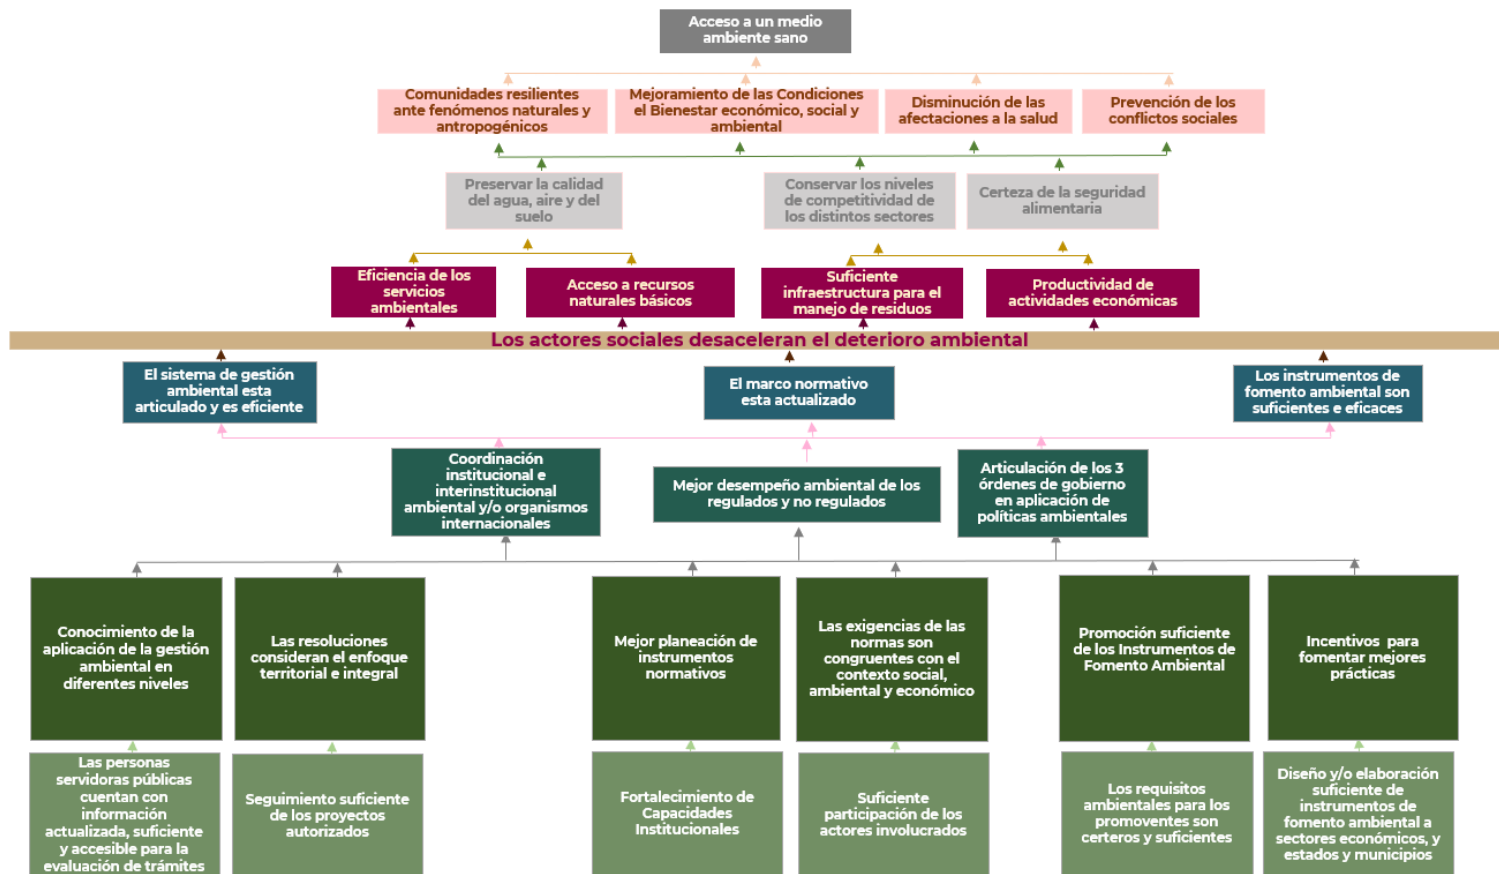 Acceso a un medio
ambiente sano
Comunidades resilientes
ante fenómenos naturales y
antropogénicos
Mejoramiento de las Condiciones
el Bienestar económico, social y
ambiental
Disminución de las
afectaciones a la salud
Prevención de los
conflictos sociales
Preservar la calidad
del agua, aire y del
suelo
Conservar los niveles
de competitividad de
los distintos sectores
Certeza de la seguridad
alimentaria
Eficiencia de los
servicios
ambientales
Acceso a recursos
naturales básicos
Suficiente
infraestructura para el
manejo de residuos
Productividad de
actividades económicas
Los actores sociales desaceleran el deterioro ambiental
El sistema de gestión
ambiental esta
articulado y es eficiente
El marco normativo
esta actualizado
Los instrumentos de
fomento ambiental son
suficientes e eficaces
Coordinación
institucional e
interinstitucional
ambiental y/o organismos
internacionales
Mejor desempeño ambiental de los
regulados y no regulados
Articulación de los 3
órdenes de gobierno
en aplicación de
políticas ambientales
Conocimiento de la
aplicación de la gestión
ambiental en
diferentes niveles
Las resoluciones
consideran el enfoque
territorial e integral
Mejor planeación de
instrumentos
normativos
Las exigencias de las
normas son
congruentes con el
contexto social,
ambiental y económico
Promoción suficiente
de los Instrumentos de
Fomento Ambiental
Incentivos para
fomentar mejores
prácticas
Las personas
servidoras públicas
cuentan con
información
actualizada, suficiente
y accesible para la
evaluación de trámites
Seguimiento suficiente
de los proyectos
autorizados
Fortalecimiento de
Capacidades
Institucionales
Suficiente
participación de los
actores involucrados
Los requisitos
ambientales para los
promoventes son
certeros y suficientes
Diseño y/o elaboración
suficiente de
instrumentos de
fomento ambiental a
sectores económicos, y
estados y municipios